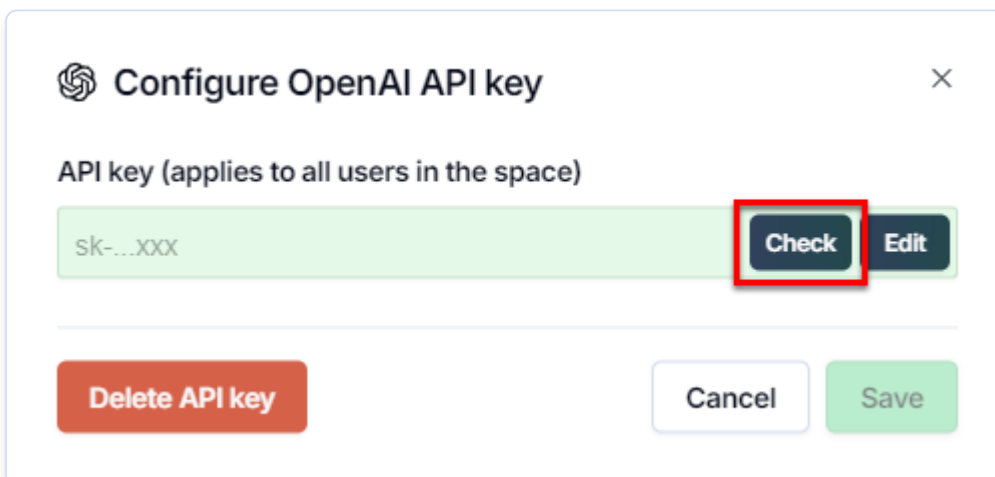 Configure OpenAI API key
API key (applies to all users in the space)
sk-...xxx Check Edit
Delete API key Cancel Save